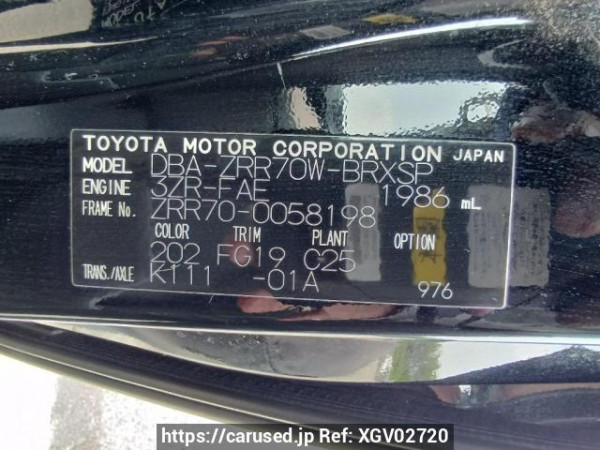 TOYOTA MOTOR CORPORATION JAPAN
MODEL DBA-ZRR70W-BRXSP
ENGINE 3ZR-FAE 1986 mL
FRAME No. ZRR70-0058198
COLOR TRIM PLANT OPTION
202 FG19 C25
TRANS./AXLE K111 -01A
976
https://carused.jp Ref: XGV02720